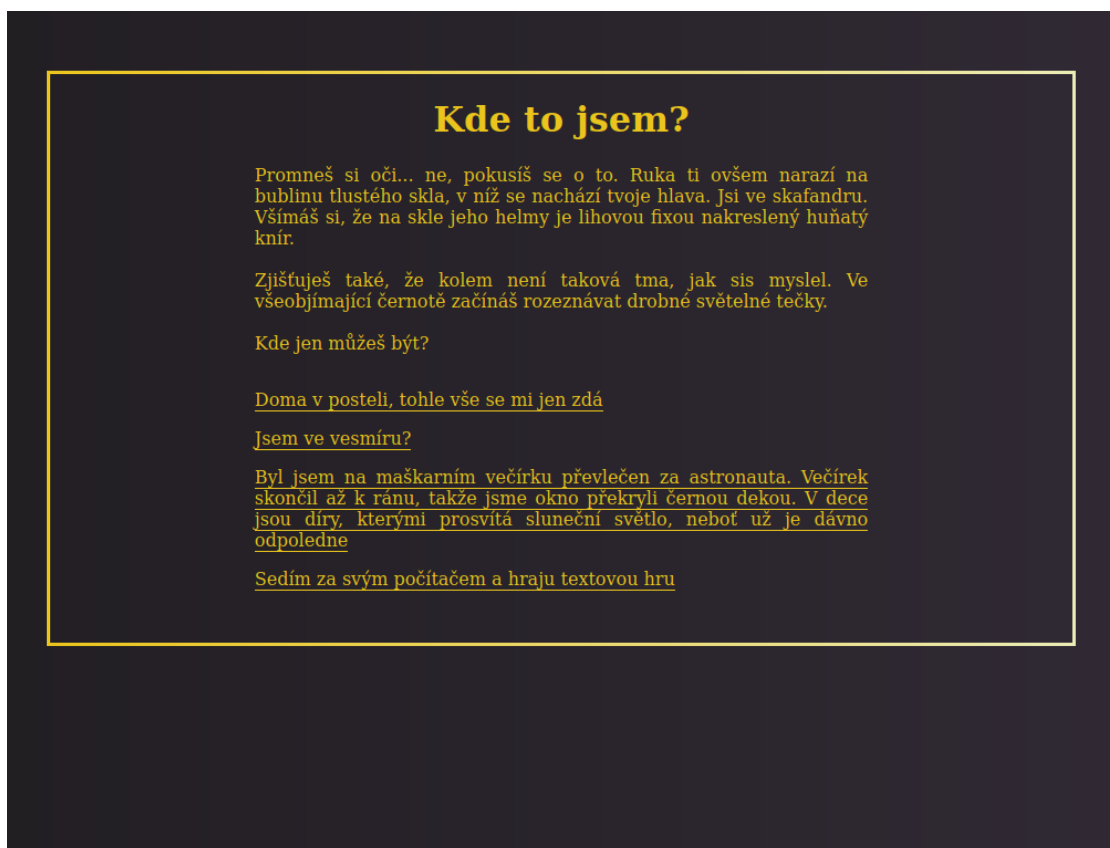 Kde to jsem?
Promneš si oči... ne, pokusíš se o to. Ruka ti ovšem narazí na
bublinu tlustého skla, v níž se nachází tvoje hlava. Jsi ve skafandru.
Všímáš si, že na skle jeho helmy je lihovou fixou nakreslený huňatý
knír.
Zjišťuješ také, že kolem není taková tma, jak sis myslel. Ve
všeobjímající černotě začínáš rozeznávat drobné světelné tečky.
Kde jen můžeš být?
Doma v posteli, tohle vše se mi jen zdá
Jsem ve vesmíru?
Byl jsem na maškarním večírku převlečen za astronauta. Večírek
skončil až k ránu, takže jsme okno překryli černou dekou. V dece
jsou díry, kterými prosvítá sluneční světlo, neboť už je dávno
odpoledne
Sedím za svým počítačem a hraju textovou hru